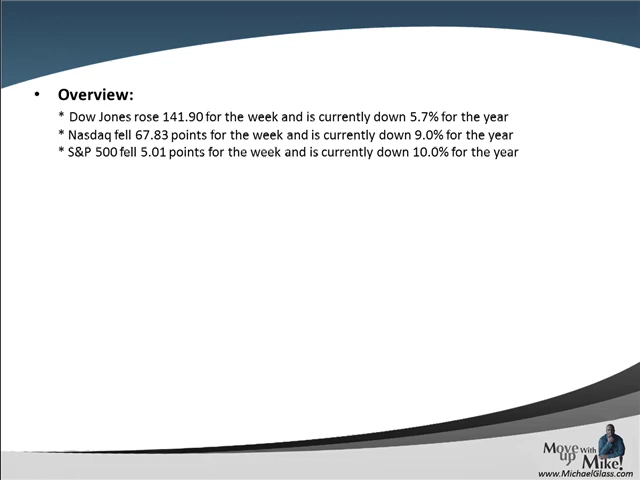 • Overview:
* Dow Jones rose 141.90 for the week and is currently down 5.7% for the year
* Nasdaq fell 67.83 points for the week and is currently down 9.0% for the year
* S&P 500 fell 5.01 points for the week and is currently down 10.0% for the year
Move up With Mike!
www.MichaelGlass.com